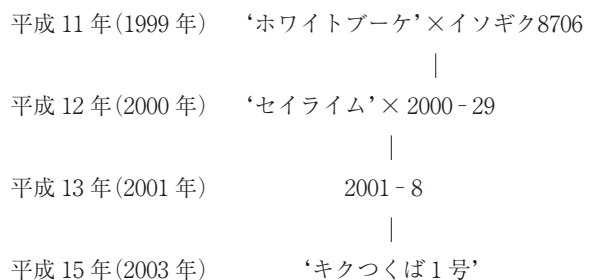 平成 11 年(1999 年) ‘ホワイトブーケ’×イソギク8706
平成 12 年(2000 年) ‘セイライム’× 2000‐29
平成 13 年(2001 年) 2001‐8
平成 15 年(2003 年) ‘キクつくば 1 号’